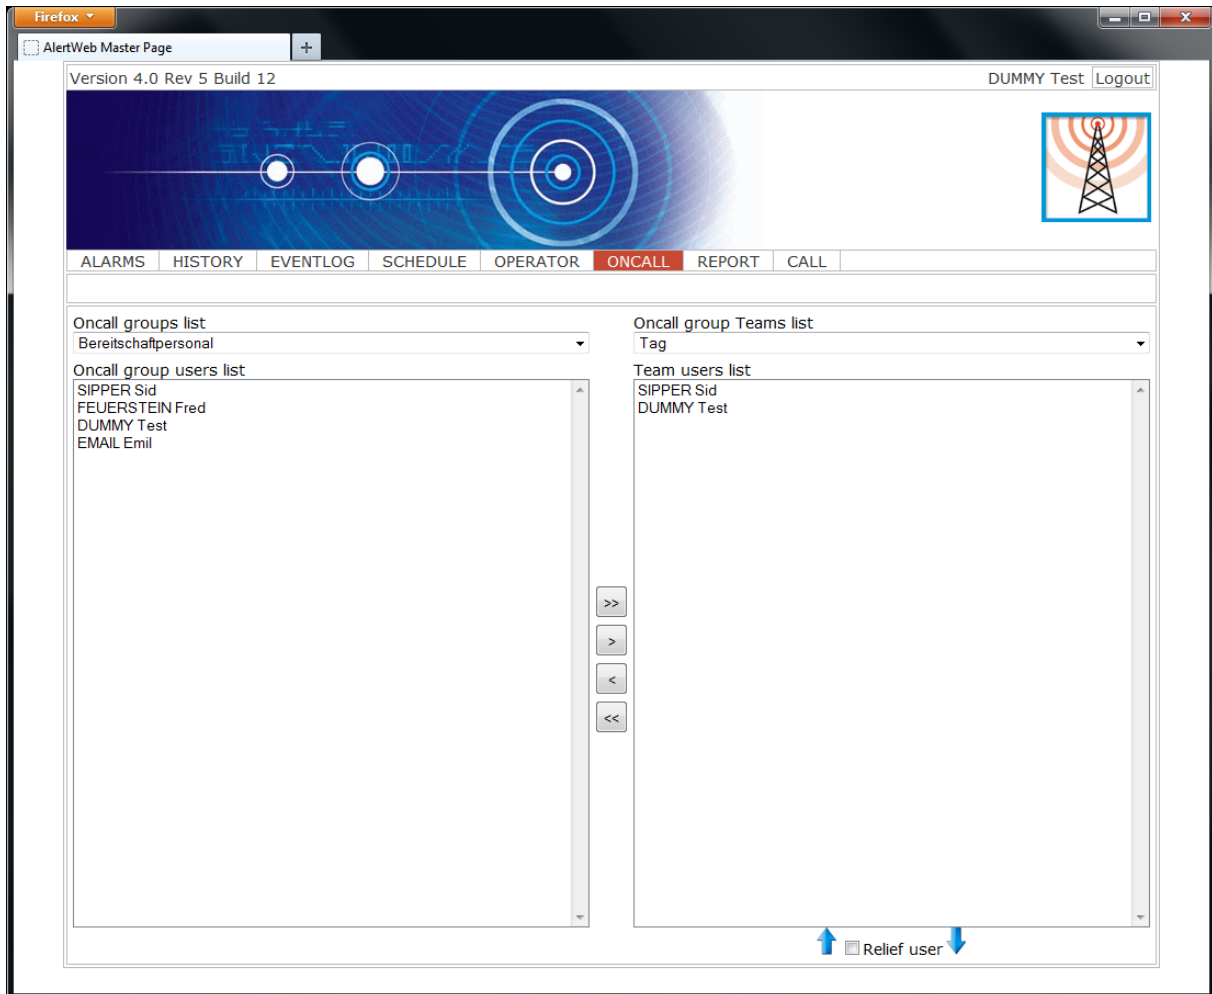 Firefox
AlertWeb Master Page
+
Version 4.0 Rev 5 Build 12
DUMMY Test Logout
ALARMS HISTORY EVENTLOG SCHEDULE OPERATOR ONCALL REPORT CALL
Oncall groups list
Bereitschaftpersonal
Oncall group users list
SIPPER Sid
FEUERSTEIN Fred
DUMMY Test
EMAIL Emil
>>
>
<
<<
Oncall group Teams list
Tag
Team users list
SIPPER Sid
DUMMY Test
Relief user